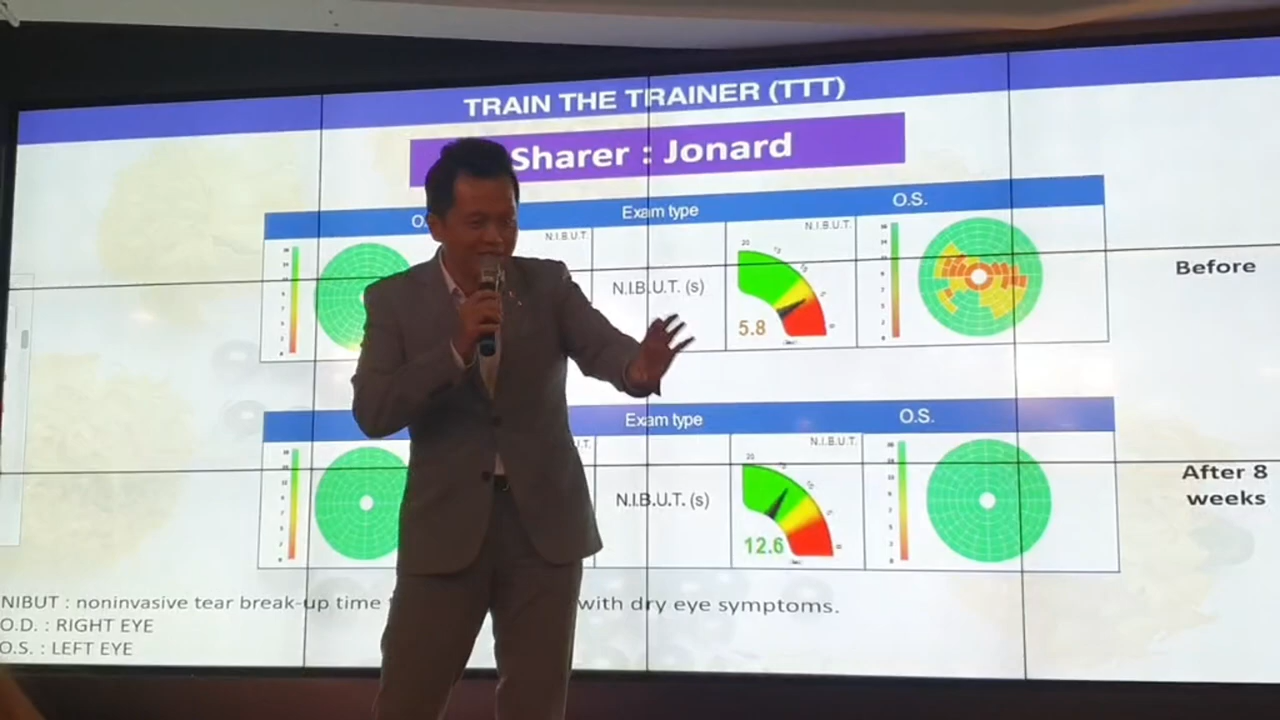 TRAIN THE TRAINER (TTT)
Sharer : Jonard
O. Exam type O.S.
N.I.B.U.T. N.I.B.U.T.
N.I.B.U.T. (s)
5.8
Before
Exam type O.S.
N.I.B.U.T.
N.I.B.U.T. (s)
12.6
After 8
weeks
NIBUT : noninvasive tear break-up time with dry eye symptoms.
O.D. : RIGHT EYE
O.S. : LEFT EYE